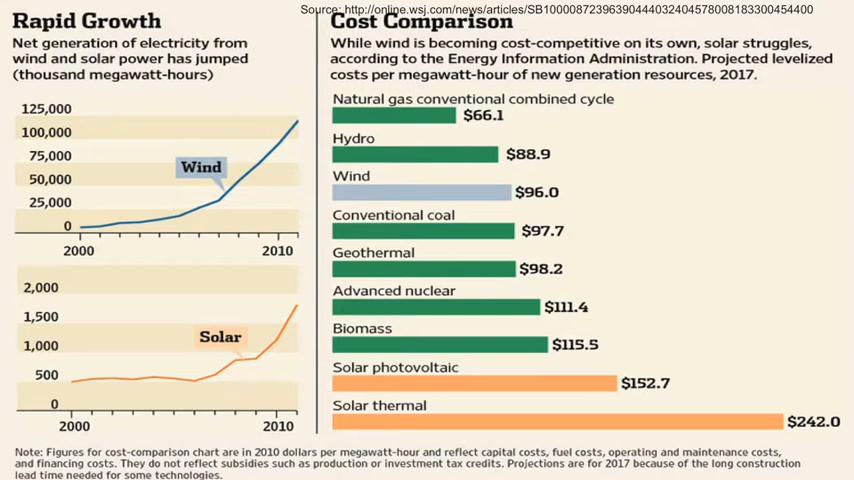 Source: http://online.wsj.com/news/articles/SB10000872396390444032404578008183300454400
Rapid Growth
Net generation of electricity from
wind and solar power has jumped
(thousand megawatt-hours)
125,000
100,000
75,000
50,000
25,000
0
Wind
2000
2010
2,000
1,500
1,000
500
0
Solar
2000
2010
Cost Comparison
While wind is becoming cost-competitive on its own, solar struggles,
according to the Energy Information Administration. Projected levelized
costs per megawatt-hour of new generation resources, 2017.
Natural gas conventional combined cycle
$66.1
Hydro
$88.9
Wind
$96.0
Conventional coal
$97.7
Geothermal
$98.2
Advanced nuclear
$111.4
Biomass
$115.5
Solar photovoltaic
$152.7
Solar thermal
$242.0
Note: Figures for cost-comparison chart are in 2010 dollars per megawatt-hour and reflect capital costs, fuel costs, operating and maintenance costs,
and financing costs. They do not reflect subsidies such as production or investment tax credits. Projections are for 2017 because of the long construction
lead time needed for some technologies.